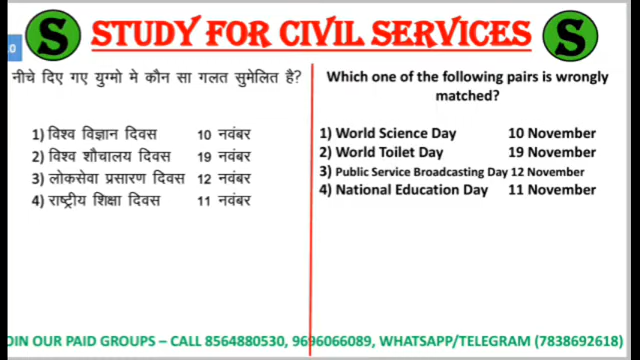 S STUDY FOR CIVIL SERVICES S
.0
नीचे दिए गए युग्मो मे कौन सा गलत सुमेलित है?
1) विश्व विज्ञान दिवस 10 नवंबर
2) विश्व शौचालय दिवस 19 नवंबर
3) लोकसेवा प्रसारण दिवस 12 नवंबर
4) राष्ट्रीय शिक्षा दिवस 11 नवंबर
Which one of the following pairs is wrongly
matched?
1) World Science Day 10 November
2) World Toilet Day 19 November
3) Public Service Broadcasting Day 12 November
4) National Education Day 11 November
OIN OUR PAID GROUPS – CALL 8564880530, 9696066089, WHATSAPP/TELEGRAM (7838692618)